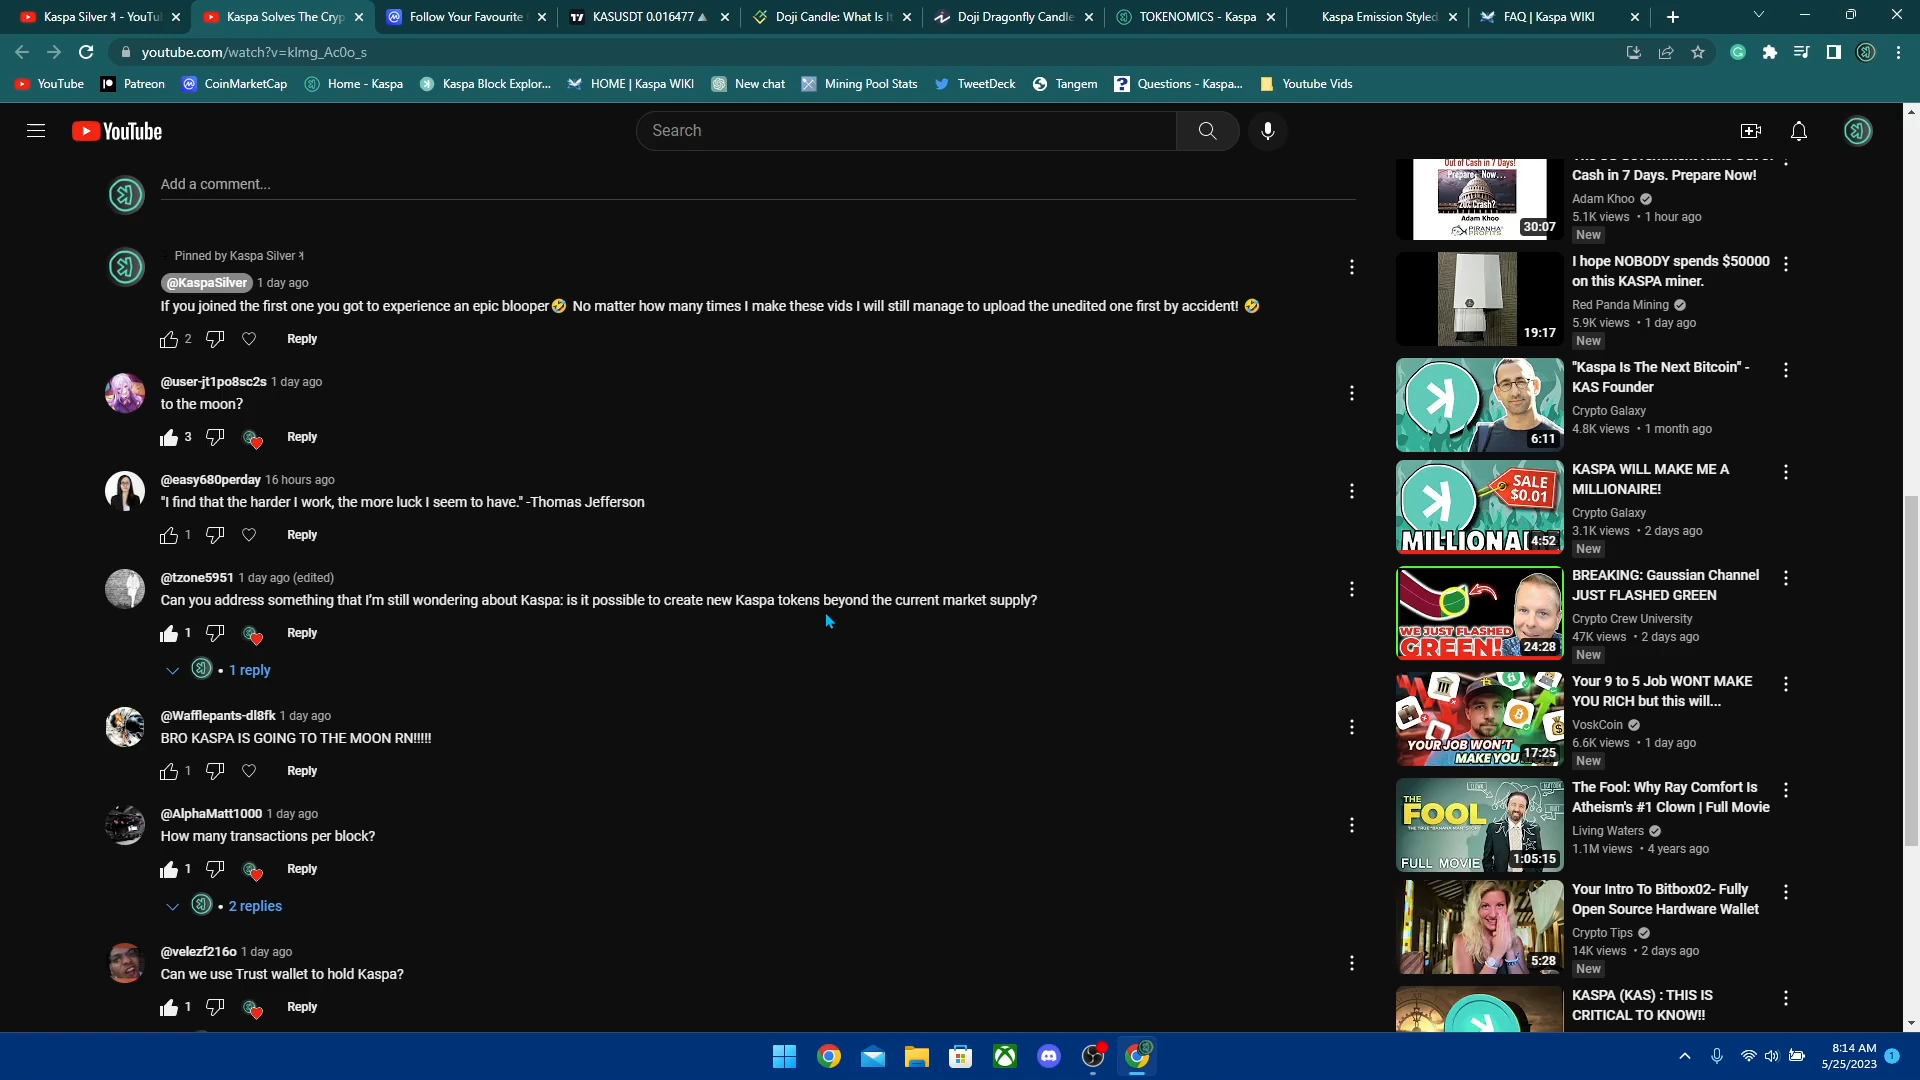 Kaspa Silver ꓘ - YouTu
Kaspa Solves The Cryp
Follow Your Favourite
KASUSDT 0.016477 ▲
Doji Candle: What Is It
Doji Dragonfly Candle
TOKENOMICS - Kaspa
Kaspa Emission Styled
FAQ | Kaspa WIKI
youtube.com/watch?v=klmg_Ac0o_s
YouTube
Patreon
CoinMarketCap
Home - Kaspa
Kaspa Block Explor...
HOME | Kaspa WIKI
New chat
Mining Pool Stats
TweetDeck
Tangem
Questions - Kaspa...
Youtube Vids
YouTube
Search
Add a comment...
Pinned by Kaspa Silver ꓘ
@KaspaSilver 1 day ago
If you joined the first one you got to experience an epic blooper🤣 No matter how many times I make these vids I will still manage to upload the unedited one first by accident! 🤣
2 Reply
@user-jt1po8sc2s 1 day ago
to the moon?
3 Reply
@easy680perday 16 hours ago
"I find that the harder I work, the more luck I seem to have." -Thomas Jefferson
1 Reply
@tzone5951 1 day ago (edited)
Can you address something that I'm still wondering about Kaspa: is it possible to create new Kaspa tokens beyond the current market supply?
1 Reply
• 1 reply
@Wafflepants-dl8fk 1 day ago
BRO KASPA IS GOING TO THE MOON RN!!!!!
1 Reply
@AlphaMatt1000 1 day ago
How many transactions per block?
1 Reply
• 2 replies
@velezf216o 1 day ago
Can we use Trust wallet to hold Kaspa?
1 Reply
Out of Cash in 7 Days!
Prepare Now...
20% Crash?
Adam Khoo
PIRANHA PROFITS
30:07
Cash in 7 Days. Prepare Now!
Adam Khoo
5.1K views • 1 hour ago
New
19:17
I hope NOBODY spends $50000
on this KASPA miner.
Red Panda Mining
5.9K views • 1 day ago
New
6:11
"Kaspa Is The Next Bitcoin" -
KAS Founder
Crypto Galaxy
4.8K views • 1 month ago
SALE
$0.01
MILLIONAI
4:52
KASPA WILL MAKE ME A
MILLIONAIRE!
Crypto Galaxy
3.1K views • 2 days ago
New
WE JUST FLASHED
GREEN!
24:28
BREAKING: Gaussian Channel
JUST FLASHED GREEN
Crypto Crew University
47K views • 2 days ago
New
YOUR JOB WON'T
MAKE YOU
17:25
Your 9 to 5 Job WONT MAKE
YOU RICH but this will...
VoskCoin
6.6K views • 1 day ago
New
THE
FOOL
FULL MOVIE
1:05:15
The Fool: Why Ray Comfort Is
Atheism's #1 Clown | Full Movie
Living Waters
1.1M views • 4 years ago
5:28
Your Intro To Bitbox02- Fully
Open Source Hardware Wallet
Crypto Tips
14K views • 2 days ago
New
KASPA (KAS) : THIS IS
CRITICAL TO KNOW!!
8:14 AM
5/25/2023
1